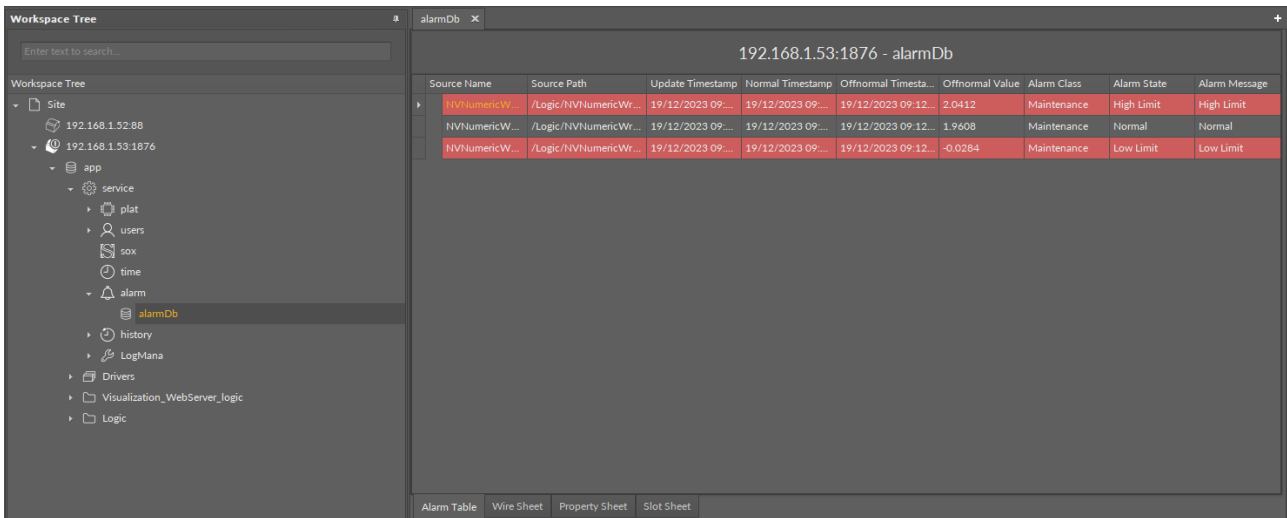 Workspace Tree
alarmDb
Enter text to search...
192.168.1.53:1876 - alarmDb
Workspace Tree
Source Name Source Path Update Timestamp Normal Timestamp Offnormal Timesta... Offnormal Value Alarm Class Alarm State Alarm Message
Site
NVNumericW... /Logic/NVNumericWr... 19/12/2023 09:... 19/12/2023 09:... 19/12/2023 09:12... 2.0412 Maintenance High Limit High Limit
192.168.1.52:88
NVNumericW... /Logic/NVNumericWr... 19/12/2023 09:... 19/12/2023 09:... 19/12/2023 09:12... 1.9608 Maintenance Normal Normal
192.168.1.53:1876
NVNumericW... /Logic/NVNumericWr... 19/12/2023 09:... 19/12/2023 09:... 19/12/2023 09:12... -0.0284 Maintenance Low Limit Low Limit
app
service
plat
users
sox
time
alarm
alarmDb
history
LogMana
Drivers
Visualization_WebServer_logic
Logic
Alarm Table Wire Sheet Property Sheet Slot Sheet